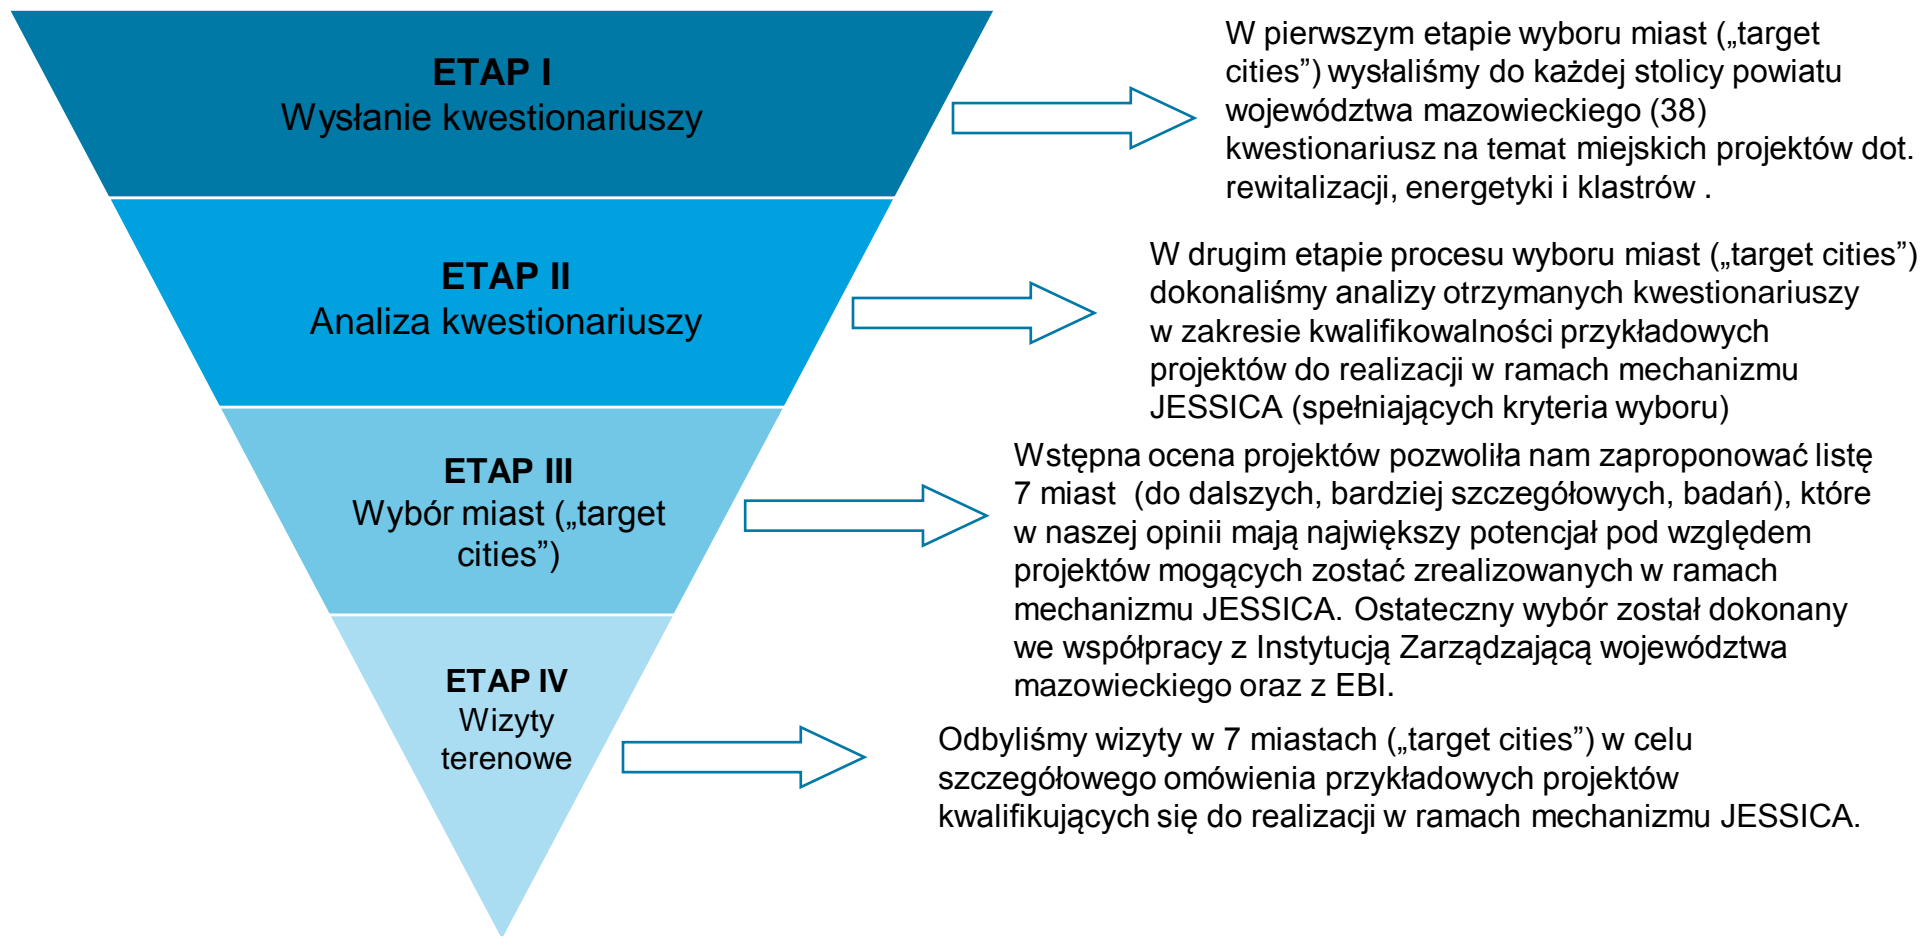 ETAP I
Wysłanie kwestionariuszy
W pierwszym etapie wyboru miast („target
cities”) wysłaliśmy do każdej stolicy powiatu
województwa mazowieckiego (38)
kwestionariusz na temat miejskich projektów dot.
rewitalizacji, energetyki i klastrów .
ETAP II
Analiza kwestionariuszy
W drugim etapie procesu wyboru miast („target cities”)
dokonaliśmy analizy otrzymanych kwestionariuszy
w zakresie kwalifikowalności przykładowych
projektów do realizacji w ramach mechanizmu
JESSICA (spełniających kryteria wyboru)
ETAP III
Wybór miast („target
cities”)
Wstępna ocena projektów pozwoliła nam zaproponować listę
7 miast (do dalszych, bardziej szczegółowych, badań), które
w naszej opinii mają największy potencjał pod względem
projektów mogących zostać zrealizowanych w ramach
mechanizmu JESSICA. Ostateczny wybór został dokonany
we współpracy z Instytucją Zarządzającą województwa
mazowieckiego oraz z EBI.
ETAP IV
Wizyty
terenowe
Odbyliśmy wizyty w 7 miastach („target cities”) w celu
szczegółowego omówienia przykładowych projektów
kwalifikujących się do realizacji w ramach mechanizmu JESSICA.